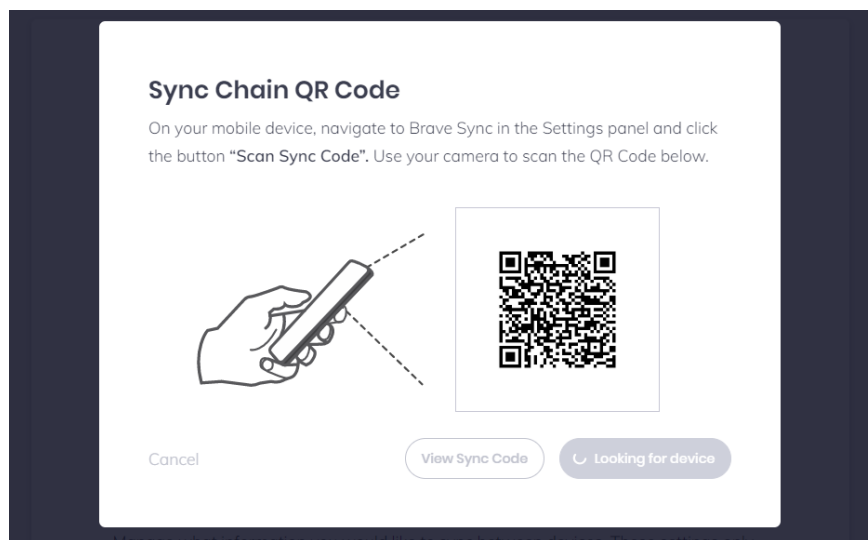 Sync Chain QR Code
On your mobile device, navigate to Brave Sync in the Settings panel and click
the button “Scan Sync Code”. Use your camera to scan the QR Code below.
Cancel
View Sync Code
Looking for device